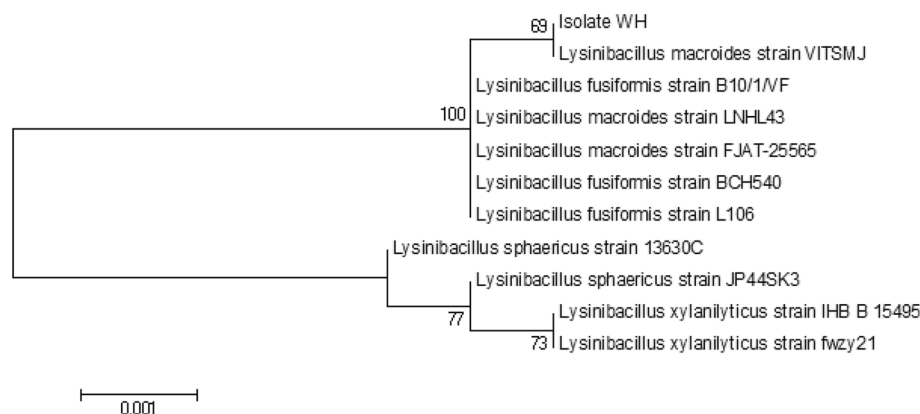 Isolate WH
69
Lysinibacillus macroides strain VITSMJ
Lysinibacillus fusiformis strain B10/1/VF
100
Lysinibacillus macroides strain LNHL43
Lysinibacillus macroides strain FJAT-25565
Lysinibacillus fusiformis strain BCH540
Lysinibacillus fusiformis strain L106
Lysinibacillus sphaericus strain 13630C
Lysinibacillus sphaericus strain JP44SK3
Lysinibacillus xylanilyticus strain IHB B 15495
77
73
Lysinibacillus xylanilyticus strain fwzy21
0.001